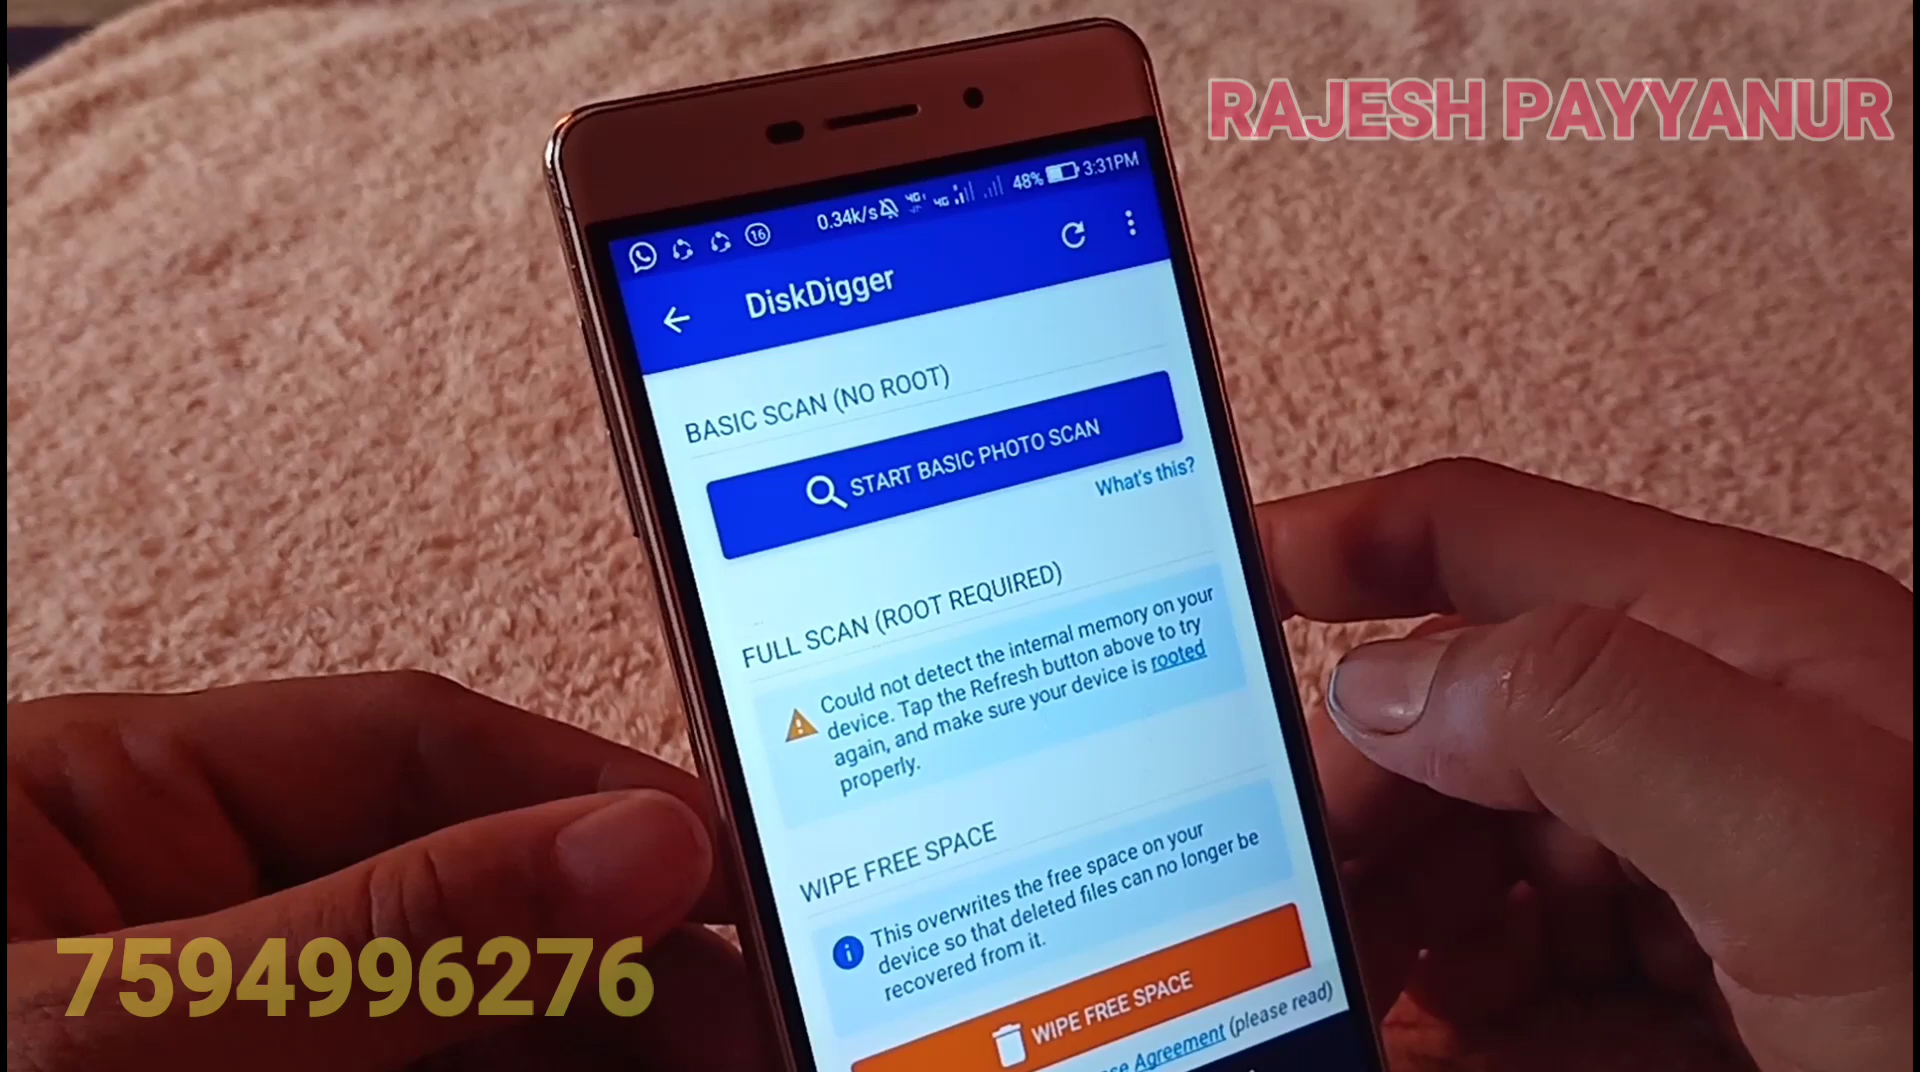 RAJESH PAYYANUR
16 0.34k/s 4G 4G 48% 3:31PM
DiskDigger
BASIC SCAN (NO ROOT)
START BASIC PHOTO SCAN
What's this?
FULL SCAN (ROOT REQUIRED)
Could not detect the internal memory on your
device. Tap the Refresh button above to try
again, and make sure your device is rooted
properly.
WIPE FREE SPACE
This overwrites the free space on your
device so that deleted files can no longer be
recovered from it.
WIPE FREE SPACE
Agreement (please read)
7594996276